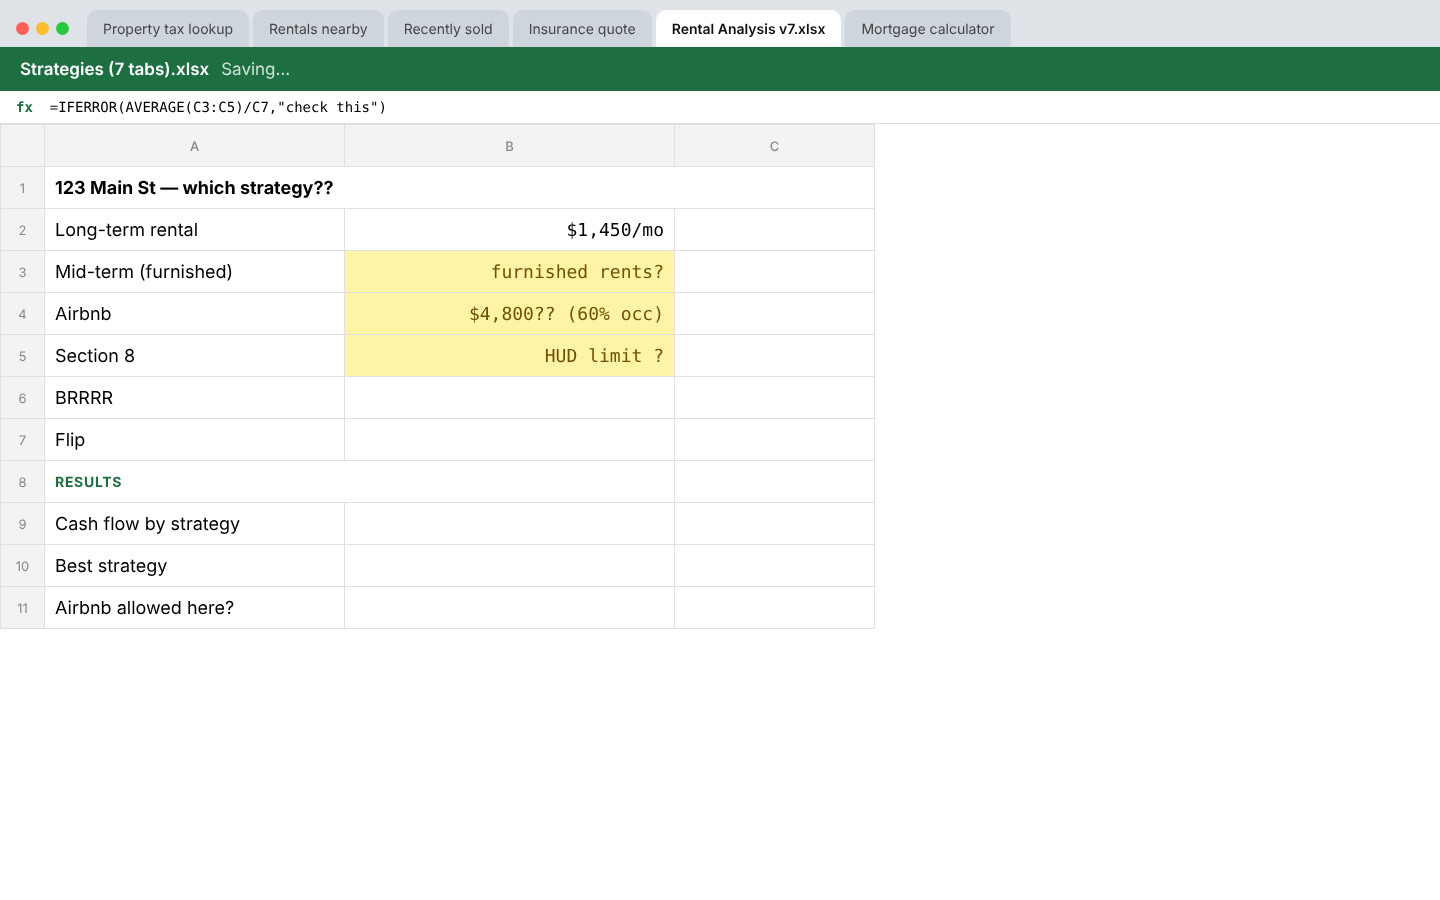 Property tax lookup
Rentals nearby
Recently sold
Insurance quote
Rental Analysis v7.xlsx
Mortgage calculator
Strategies (7 tabs).xlsx Saving...
fx =IFERROR(AVERAGE(C3:C5)/C7,"check this")
A B C
1 123 Main St — which strategy??
2 Long-term rental $1,450/mo
3 Mid-term (furnished) furnished rents?
4 Airbnb $4,800?? (60% occ)
5 Section 8 HUD limit ?
6 BRRRR
7 Flip
8 RESULTS
9 Cash flow by strategy
10 Best strategy
11 Airbnb allowed here?